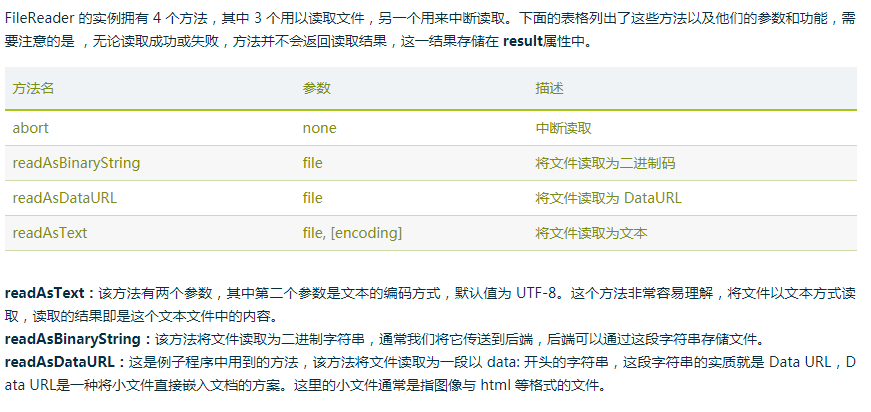 FileReader 的实例拥有 4 个方法，其中 3 个用以读取文件，另一个用来中断读取。下面的表格列出了这些方法以及他们的参数和功能，需
要注意的是 ，无论读取成功或失败，方法并不会返回读取结果，这一结果存储在 result属性中。
方法名 参数 描述
abort none 中断读取
readAsBinaryString file 将文件读取为二进制码
readAsDataURL file 将文件读取为 DataURL
readAsText file, [encoding] 将文件读取为文本
readAsText：该方法有两个参数，其中第二个参数是文本的编码方式，默认值为 UTF-8。这个方法非常容易理解，将文件以文本方式读
取，读取的结果即是这个文本文件中的内容。
readAsBinaryString：该方法将文件读取为二进制字符串，通常我们将它传送到后端，后端可以通过这段字符串存储文件。
readAsDataURL：这是例子程序中用到的方法，该方法将文件读取为一段以 data: 开头的字符串，这段字符串的实质就是 Data URL，D
ata URL是一种将小文件直接嵌入文档的方案。这里的小文件通常是指图像与 html 等格式的文件。